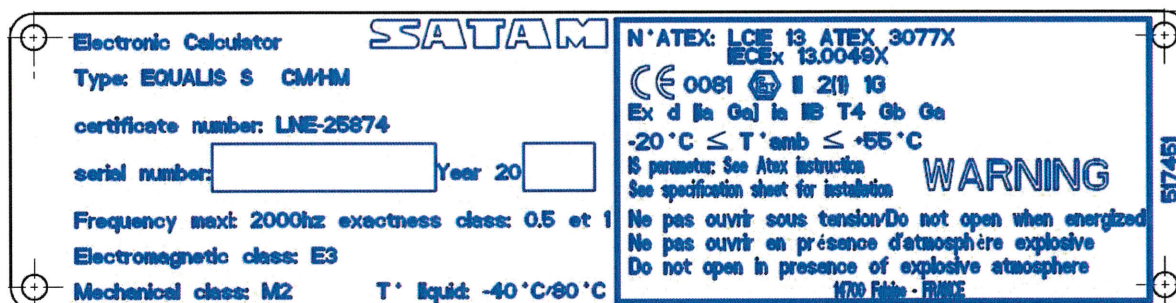 SATAM
Electronic Calculator
Type: EQUALIS S CM/HM
certificate number: LNE-25874
serial number: Year 20
Frequency maxi: 2000hz exactness class: 0.5 et 1
Electromagnetic class: E3
Mechanical class: M2 T° liquid: -40°C/80°C
N°ATEX: LCIE 13 ATEX 3077X
IECEx 13.0049X
CE 0081 Ex II 2(1) 1G
Ex d [ia Ga] ia IIB T4 Gb Ga
-20°C ≤ T°amb ≤ +55°C
IS parameter: See Atex instruction
See specification sheet for installation
WARNING
Ne pas ouvrir sous tension/Do not open when energized
Ne pas ouvrir en présence d'atmosphère explosive
Do not open in presence of explosive atmosphere
14700 Falaise - FRANCE
517451